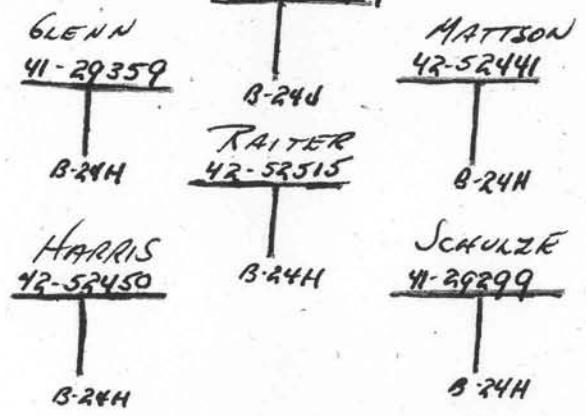 GLENN
41-29359
B-24H
B-24J
MATTSON
42-52441
B-24H
RAITER
42-52515
B-24H
HARRIS
42-52450
B-24H
SCHULZE
41-29299
B-24H